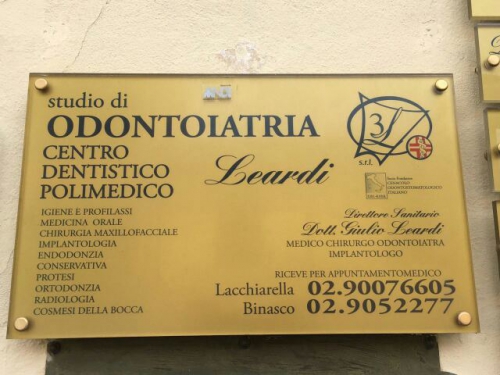 studio di
ODONTOIATRIA
CENTRO
DENTISTICO
POLIMEDICO
Leardi
3
s.r.l.
IGIENE E PROFILASSI
MEDICINA ORALE
CHIRURGIA MAXILLOFACCIALE
IMPLANTOLOGIA
ENDODONZIA
CONSERVATIVA
PROTESI
ORTODONZIA
RADIOLOGIA
COSMESI DELLA BOCCA
Direttore Sanitario
Dott. Giulio Leardi
MEDICO CHIRURGO ODONTOIATRA
IMPLANTOLOGO
RICEVE PER APPUNTAMENTOMEDICO
Lacchiarella 02.90076605
Binasco 02.9052277